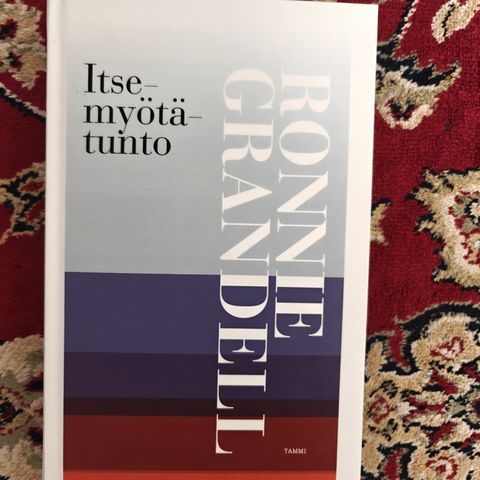 Itse–
myötä–
tunto
RONNIE
GRANDELL
TAMMI